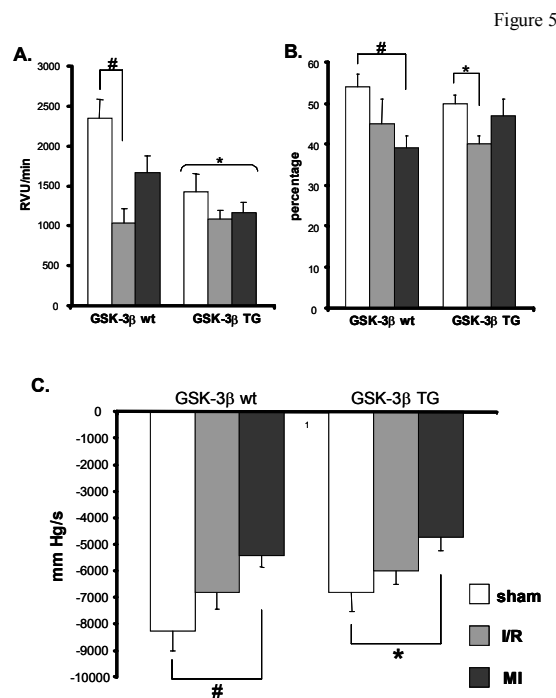 Figure 5
A.
#
*
3000
2500
2000
1500
1000
500
0
RVU/min
GSK-3β wt
GSK-3β TG
B.
#
*
60
50
40
30
20
10
0
percentage
GSK-3β wt
GSK-3β TG
C.
GSK-3β wt
GSK-3β TG
0
-1000
-2000
-3000
-4000
-5000
-6000
-7000
-8000
-9000
-10000
mm Hg/s
1
#
*
sham
I/R
MI